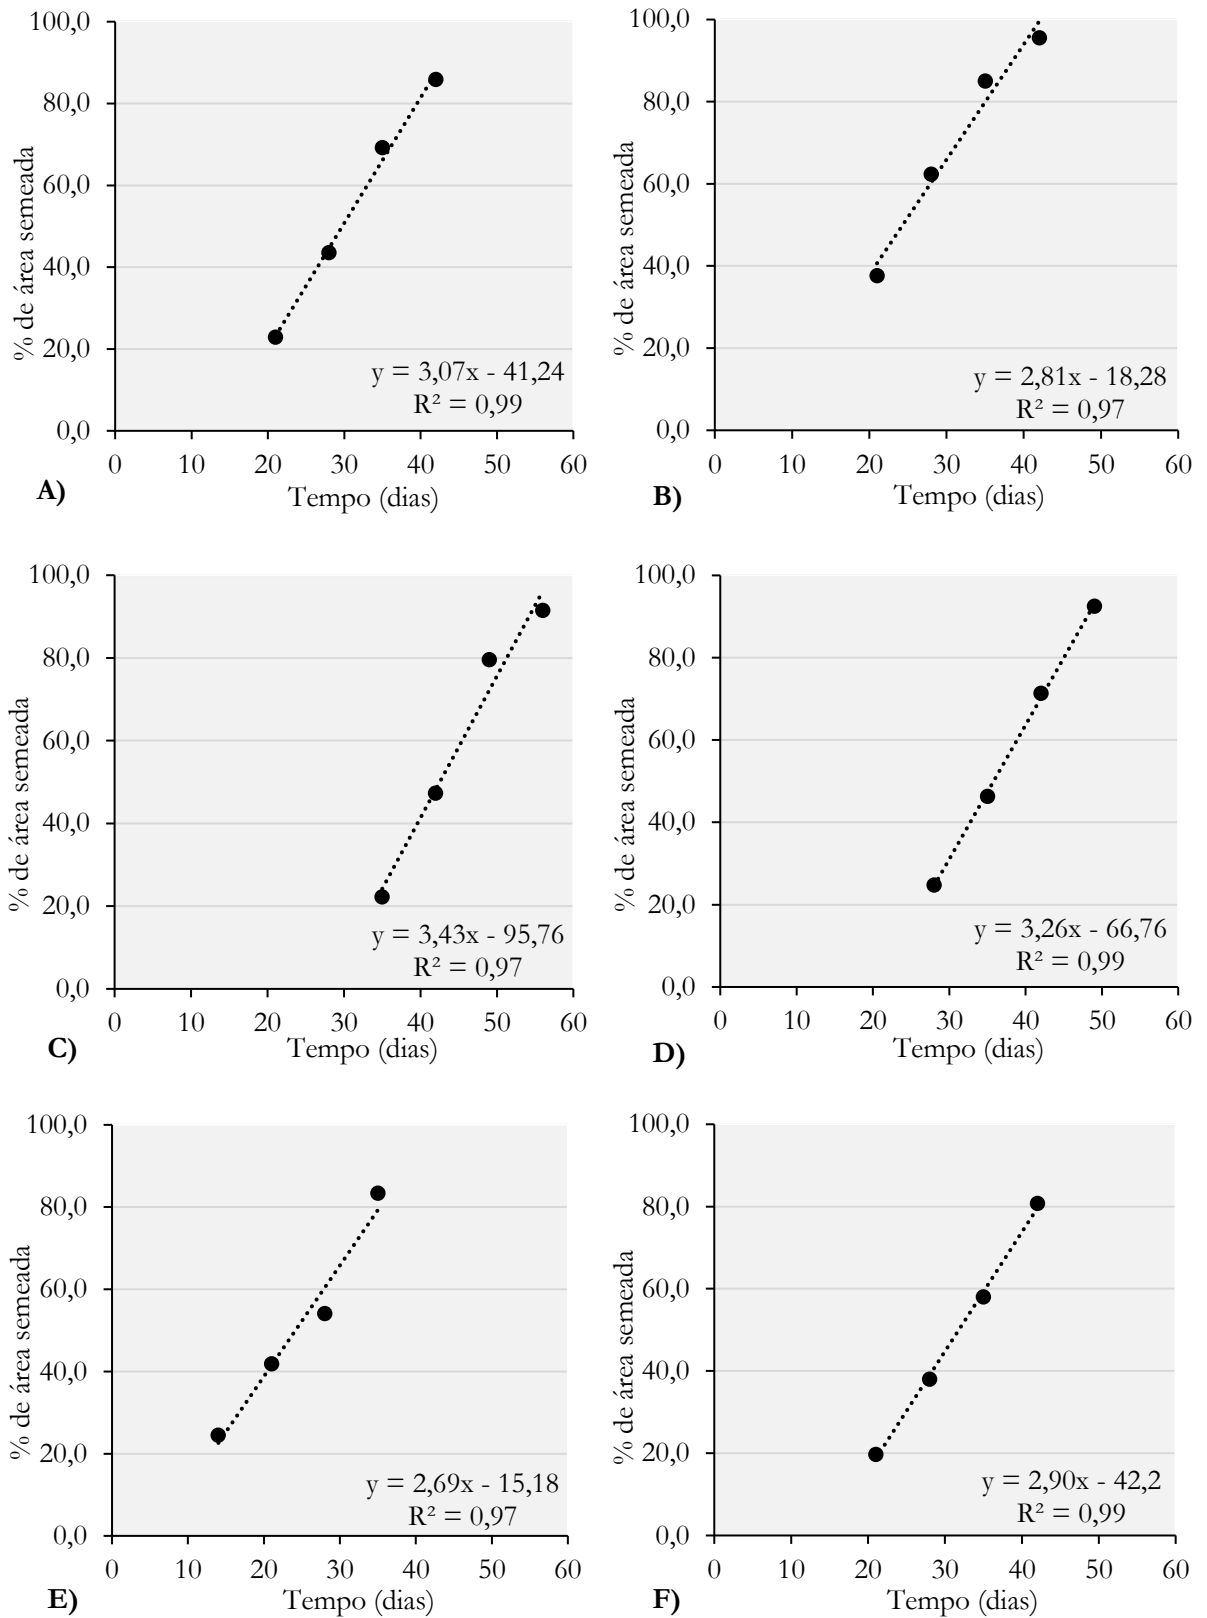 100,0
80,0
60,0
40,0
20,0
0,0
% de área semeada
y = 3,07x - 41,24
R² = 0,99
0 10 20 30 40 50 60
Tempo (dias)
A)
100,0
80,0
60,0
40,0
20,0
0,0
% de área semeada
y = 2,81x - 18,28
R² = 0,97
0 10 20 30 40 50 60
Tempo (dias)
B)
100,0
80,0
60,0
40,0
20,0
0,0
% de área semeada
y = 3,43x - 95,76
R² = 0,97
0 10 20 30 40 50 60
Tempo (dias)
C)
100,0
80,0
60,0
40,0
20,0
0,0
% de área semeada
y = 3,26x - 66,76
R² = 0,99
0 10 20 30 40 50 60
Tempo (dias)
D)
100,0
80,0
60,0
40,0
20,0
0,0
% de área semeada
y = 2,69x - 15,18
R² = 0,97
0 10 20 30 40 50 60
Tempo (dias)
E)
100,0
80,0
60,0
40,0
20,0
0,0
% de área semeada
y = 2,90x - 42,2
R² = 0,99
0 10 20 30 40 50 60
Tempo (dias)
F)